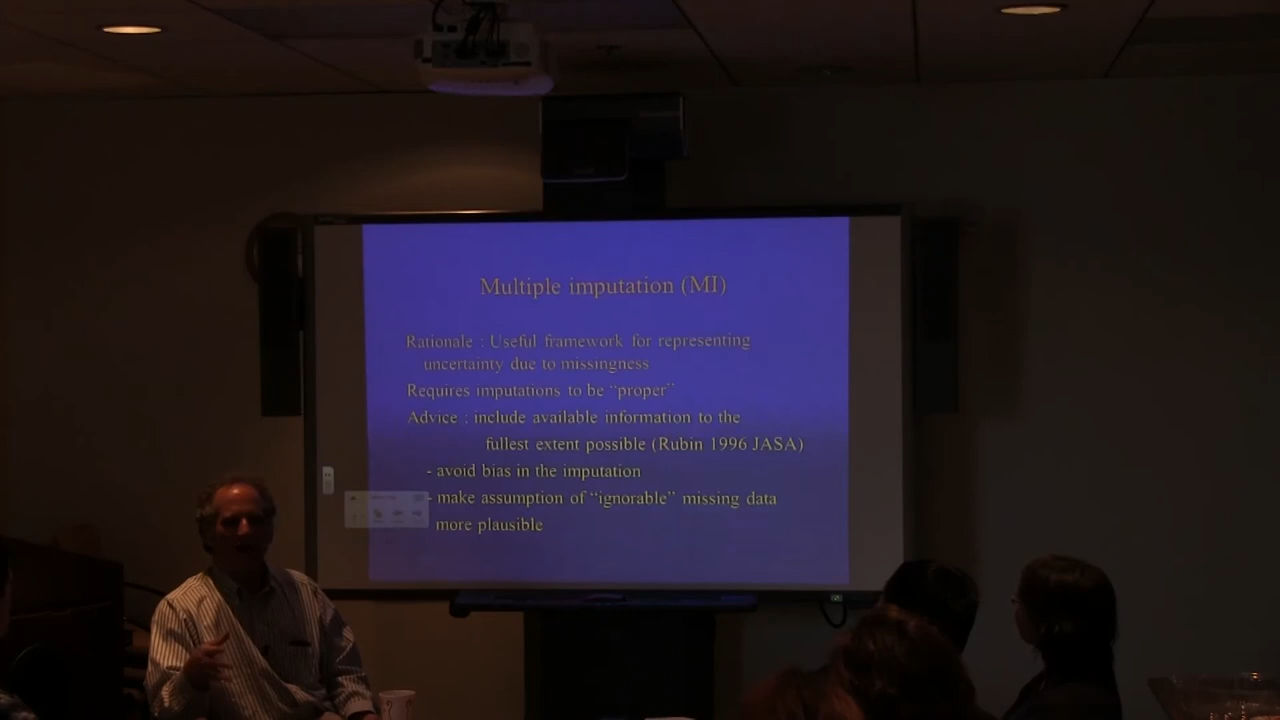 Multiple imputation (MI)
Rationale : Useful framework for representing
uncertainty due to missingness
Requires imputations to be “proper”
Advice : include available information to the
fullest extent possible (Rubin 1996 JASA)
- avoid bias in the imputation
- make assumption of “ignorable” missing data
more plausible